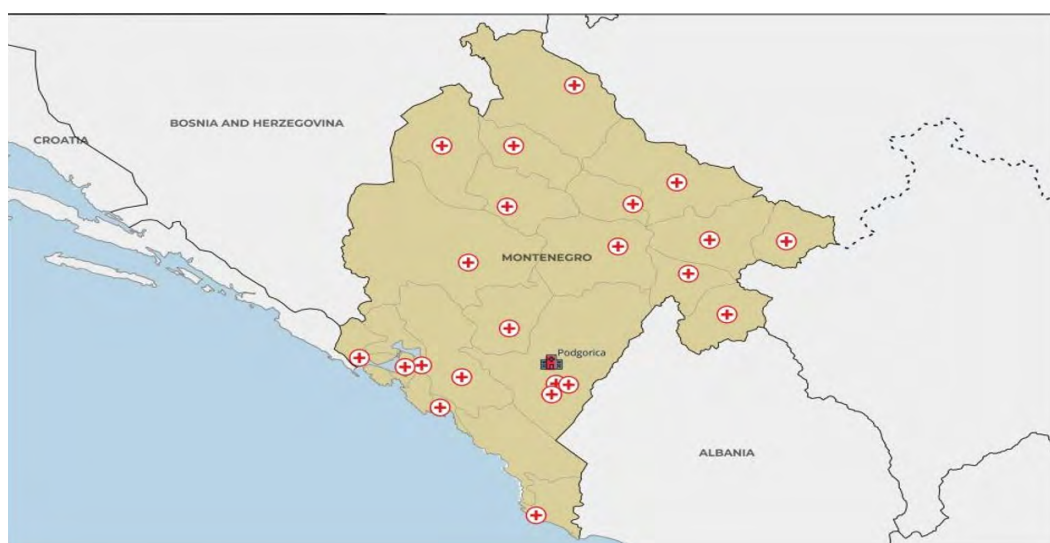 BOSNIA AND HERZEGOVINA
CROATIA
MONTENEGRO
Podgorica
ALBANIA